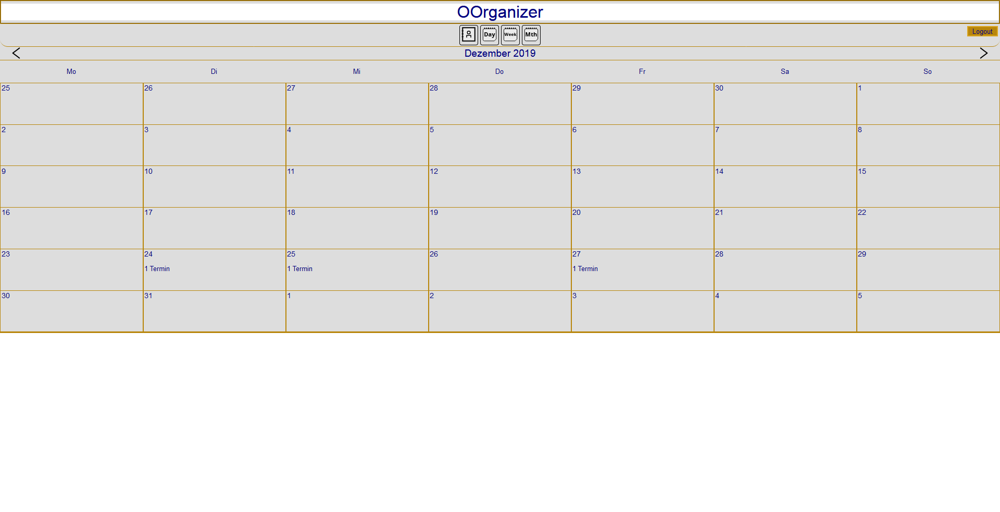 OOrganizer
Day Week Mth Logout
Dezember 2019
Mo Di Mi Do Fr Sa So
25 26 27 28 29 30 1
2 3 4 5 6 7 8
9 10 11 12 13 14 15
16 17 18 19 20 21 22
23 24 25 26 27 28 29
1 Termin 1 Termin 1 Termin
30 31 1 2 3 4 5